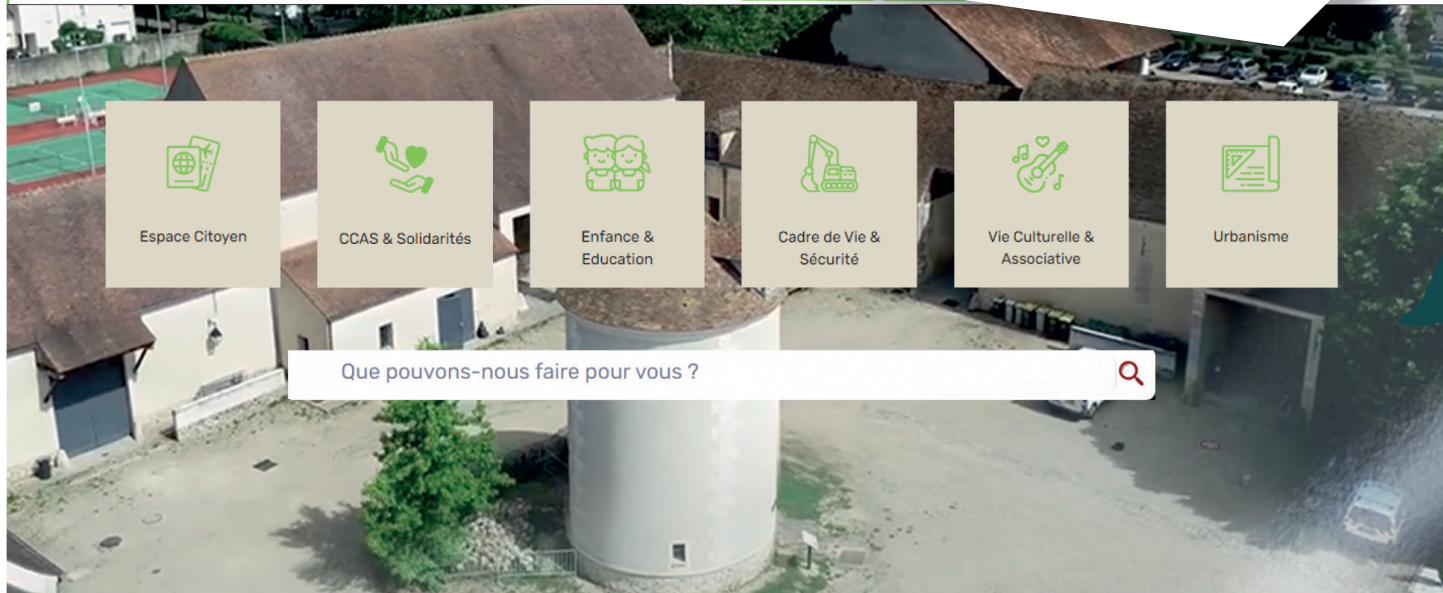 Espace Citoyen
CCAS & Solidarités
Enfance &
Education
Cadre de Vie &
Sécurité
Vie Culturelle &
Associative
Urbanisme
Que pouvons-nous faire pour vous ?